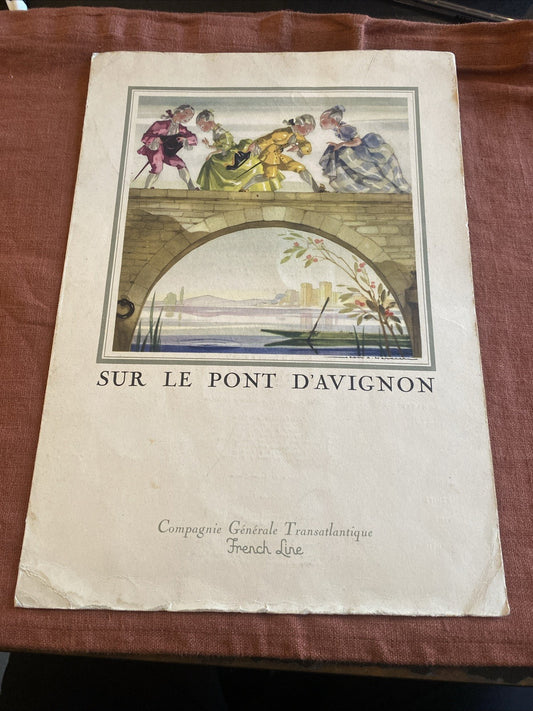 SUR LE PONT D'AVIGNON
Compagnie Générale Transatlantique
French Line